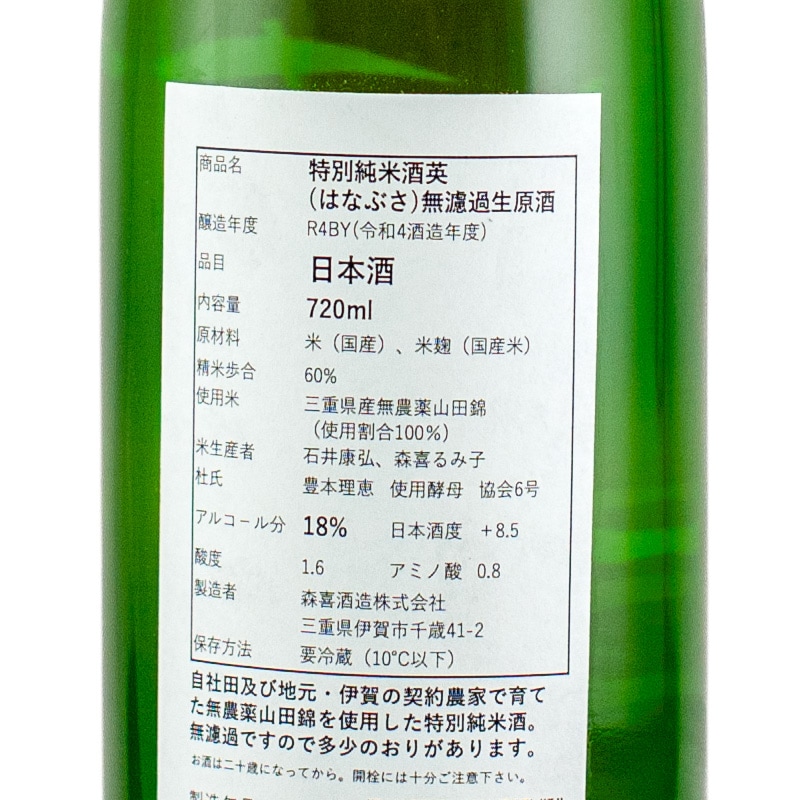 商品名 特別純米酒英
(はなぶさ)無濾過生原酒
醸造年度 R4BY(令和4酒造年度)
品目 日本酒
内容量 720ml
原材料 米（国産）、米麹（国産米）
精米歩合 60%
使用米 三重県産無農薬山田錦
（使用割合100%）
米生産者 石井康弘、森喜るみ子
杜氏 豊本理恵 使用酵母 協会6号
アルコール分 18% 日本酒度 +8.5
酸度 1.6 アミノ酸 0.8
製造者 森喜酒造株式会社
三重県伊賀市千歳41-2
保存方法 要冷蔵（10℃以下）
自社田及び地元・伊賀の契約農家で育て
た無農薬山田錦を使用した特別純米酒。
無濾過ですので多少のおりがあります。
お酒は二十歳になってから。開栓には十分ご注意下さい。